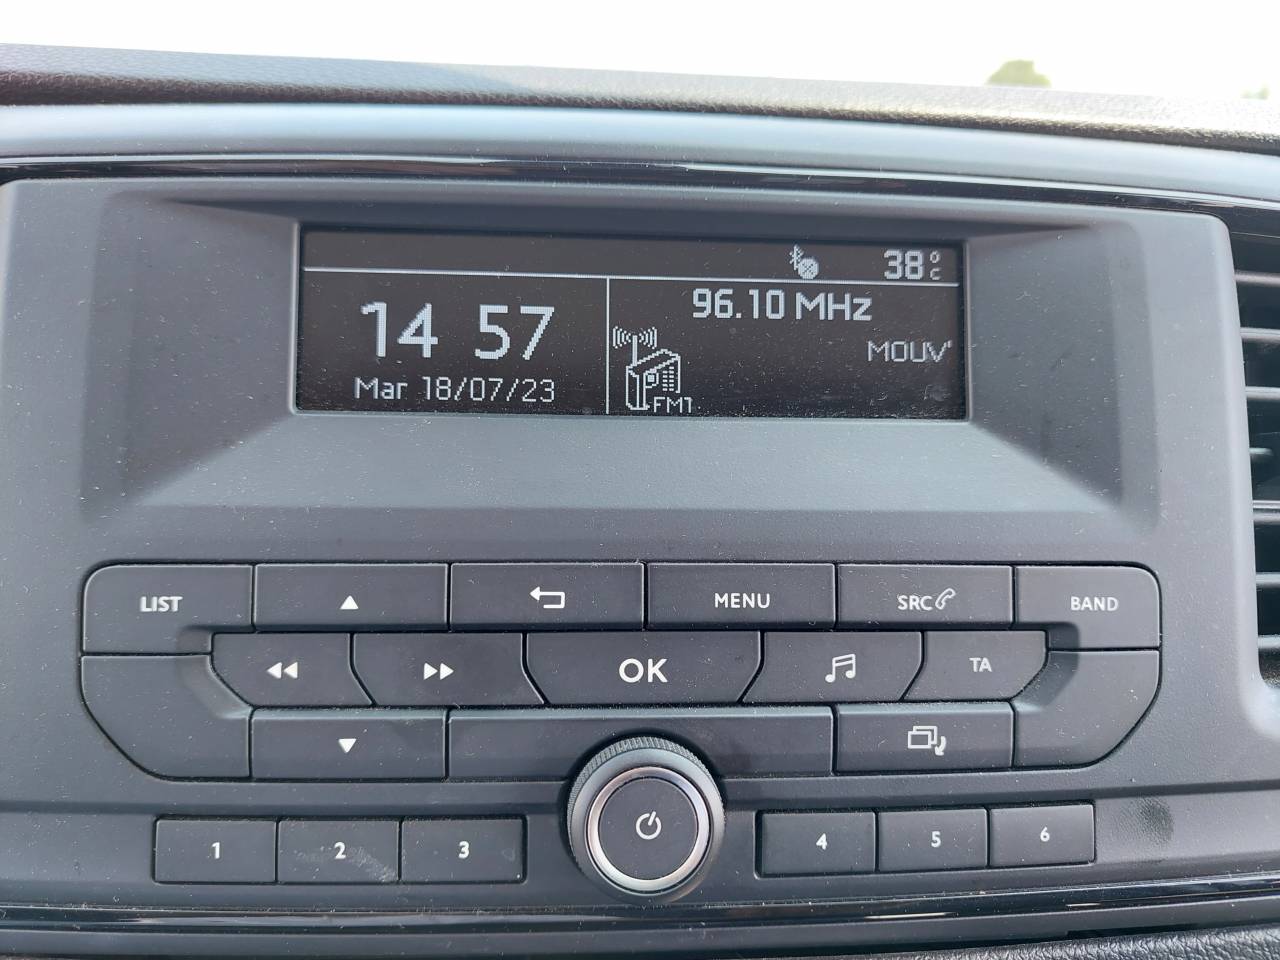 38°C
14 57
96.10 MHz
MOUV'
Mar 18/07/23
FM1
LIST
MENU
SRC
BAND
OK
TA
1
2
3
4
5
6